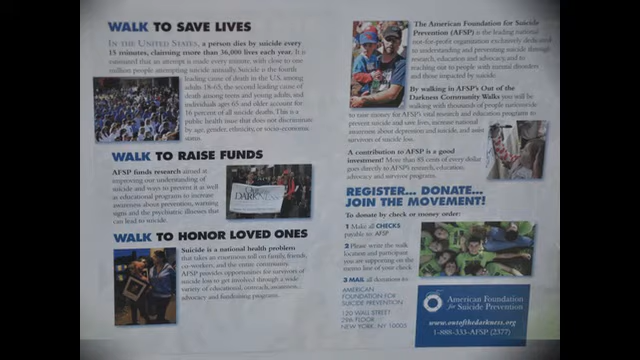 WALK TO SAVE LIVES
IN THE UNITED STATES, a person dies by suicide every
15 minutes, claiming more than 36,000 lives each year. It is
estimated that an attempt is made every minute, with close to one
million people attempting suicide annually. Suicide is the fourth
leading cause of death in the U.S. among
adults 18-65, the second leading cause of
death among teens and young adults, and
individuals ages 65 and older account for
16 percent of all suicide deaths. This is a
public health issue that does not discriminate
by age, gender, ethnicity, or socio-economic
status.
WALK TO RAISE FUNDS
AFSP funds research aimed at
improving our understanding of
suicide and ways to prevent it as well
as educational programs to increase
awareness about prevention, warning
signs and the psychiatric illnesses that
can lead to suicide.
OUT OF THE
DARKNESS
WALK TO HONOR LOVED ONES
Suicide is a national health problem
that takes an enormous toll on family, friends,
co-workers, and the entire community.
AFSP provides opportunities for survivors of
suicide loss to get involved through a wide
variety of educational, outreach, awareness,
advocacy and fundraising programs.
The American Foundation for Suicide
Prevention (AFSP) is the leading national
not-for-profit organization exclusively dedicated
to understanding and preventing suicide through
research, education and advocacy, and to
reaching out to people with mental disorders
and those impacted by suicide.
By walking in AFSP's Out of the
Darkness Community Walks you will be
walking with thousands of people nationwide
to raise money for AFSP's vital research and education programs to
prevent suicide and save lives, increase national
awareness about depression and suicide, and assist
survivors of suicide loss.
A contribution to AFSP is a good
investment! More than 83 cents of every dollar
goes directly to AFSP's research, education,
advocacy and survivor programs.
REGISTER... DONATE...
JOIN THE MOVEMENT!
To donate by check or money order:
1 Make all CHECKS
payable to: AFSP
2 Please write the walk
location and participant
you are supporting on the
memo line of your check
3 MAIL all donations to:
AMERICAN
FOUNDATION FOR
SUICIDE PREVENTION
120 WALL STREET
29th FLOOR
NEW YORK, NY 10005
American Foundation
for Suicide Prevention
www.outofthedarkness.org
1-888-333-AFSP (2377)